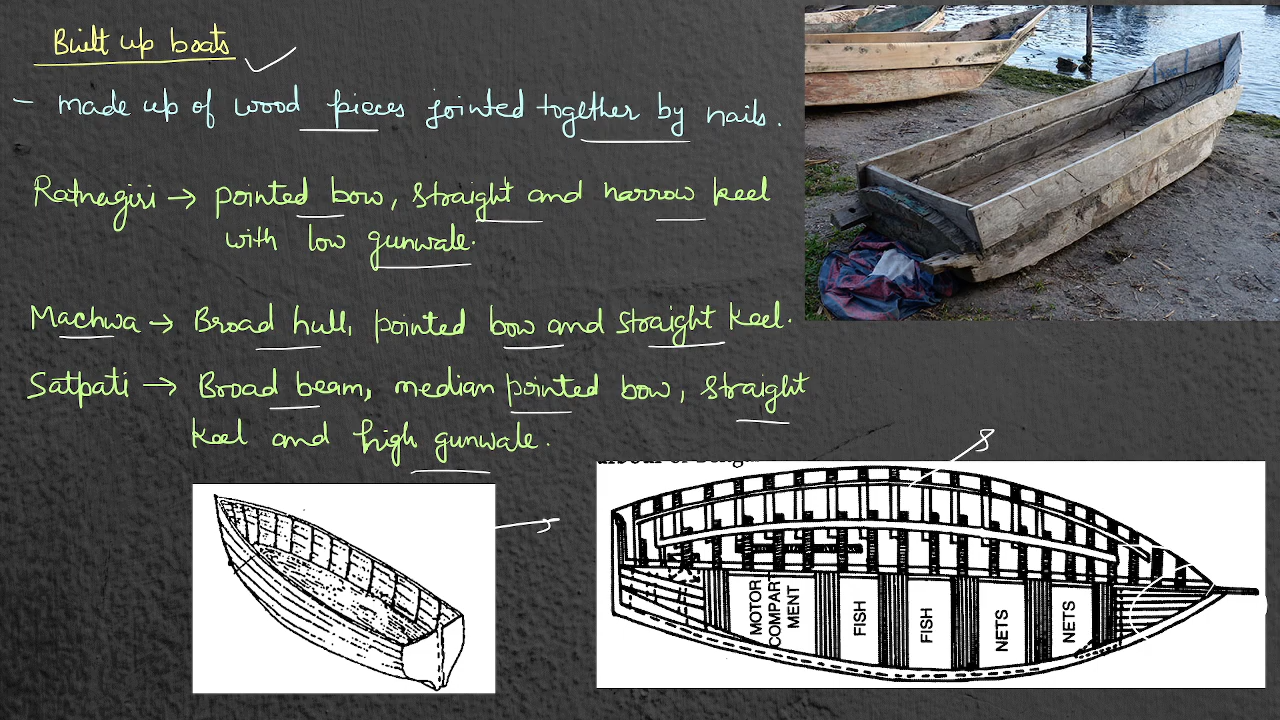 Built up boats
- made up of wood pieces jointed together by nails.
Ratnagiri → pointed bow, straight and narrow keel
with low gunwale.
Machwa → Broad hull, pointed bow and straight keel.
Satpati → Broad beam, median pointed bow, straight
keel and high gunwale.
MOTOR
COMPART
MENT
FISH
FISH
NETS
NETS